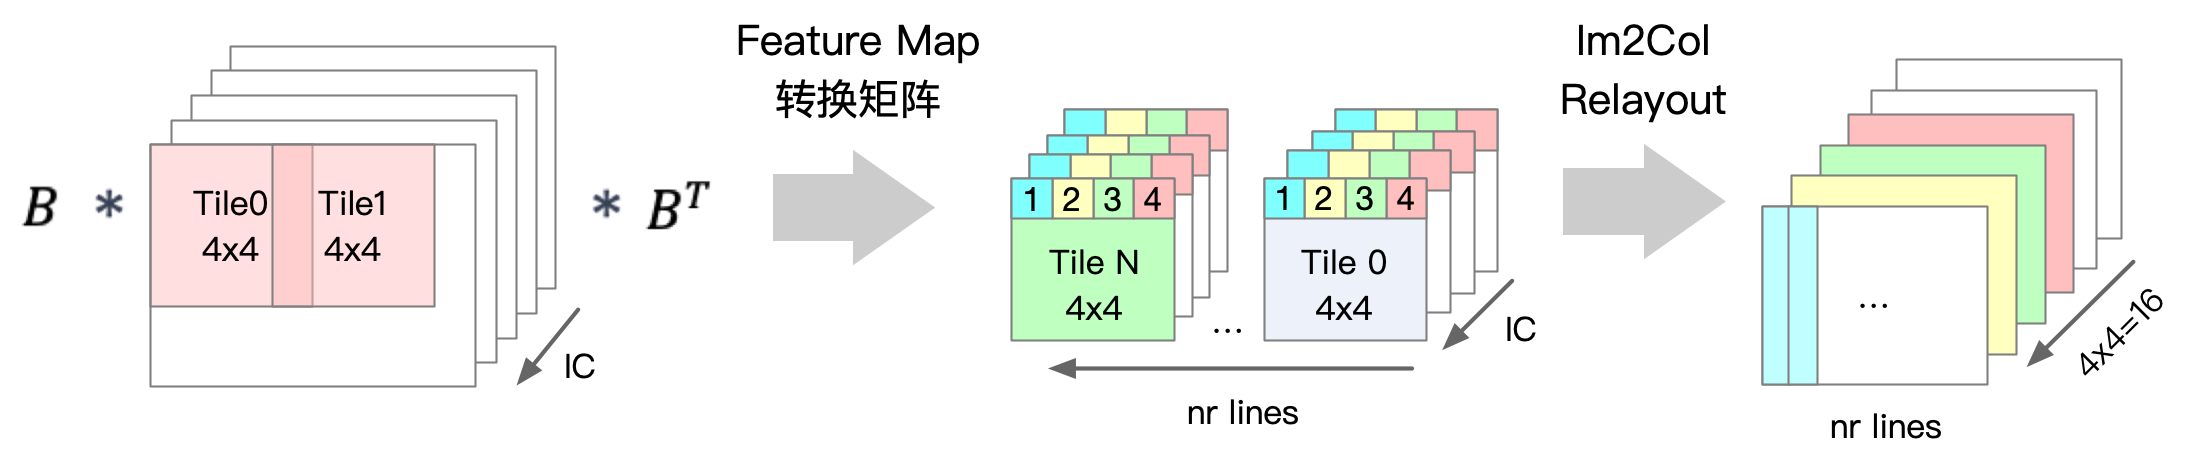 B * Tile0 Tile1 * Bᵀ
4x4 4x4
IC
Feature Map
转换矩阵
1 2 3 4
Tile N
4x4
...
1 2 3 4
Tile 0
4x4
IC
nr lines
Im2Col
Relayout
...
4x4=16
nr lines